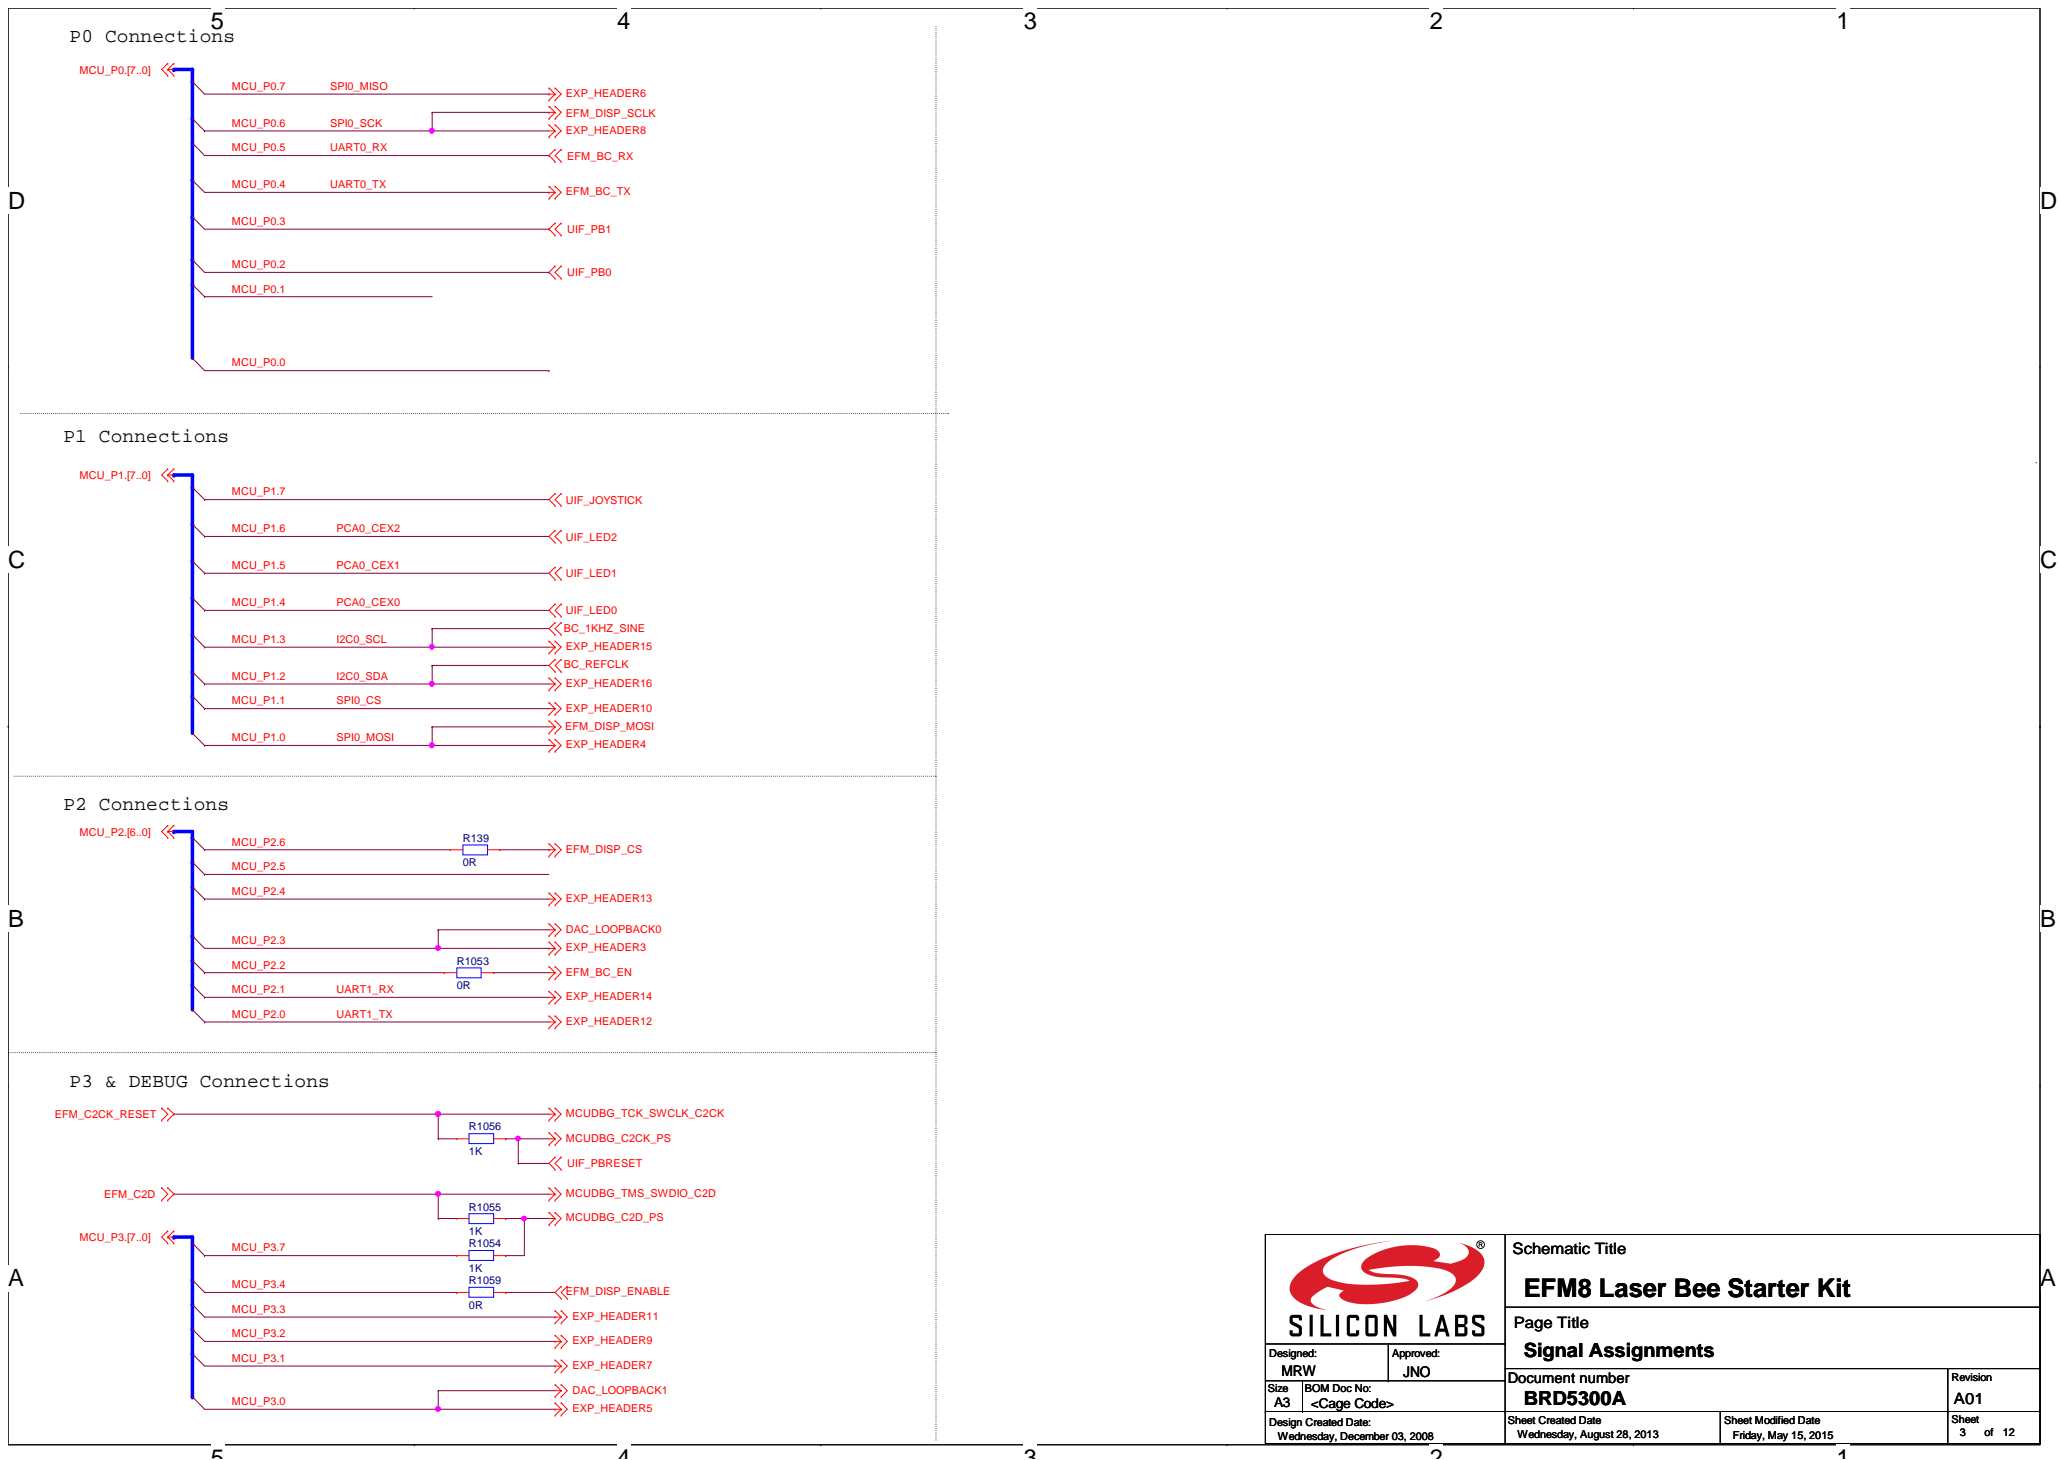 5 4 3 2 1
P0 Connections
MCU_P0.[7..0]
MCU_P0.7 SPI0_MISO EXP_HEADER6
EFM_DISP_SCLK
MCU_P0.6 SPI0_SCK EXP_HEADER8
MCU_P0.5 UART0_RX EFM_BC_RX
MCU_P0.4 UART0_TX EFM_BC_TX
D D
MCU_P0.3 UIF_PB1
MCU_P0.2 UIF_PB0
MCU_P0.1
MCU_P0.0
P1 Connections
MCU_P1.[7..0]
MCU_P1.7 UIF_JOYSTICK
MCU_P1.6 PCA0_CEX2 UIF_LED2
C C
MCU_P1.5 PCA0_CEX1 UIF_LED1
MCU_P1.4 PCA0_CEX0 UIF_LED0
BC_1KHZ_SINE
MCU_P1.3 I2C0_SCL EXP_HEADER15
BC_REFCLK
MCU_P1.2 I2C0_SDA EXP_HEADER16
MCU_P1.1 SPI0_CS EXP_HEADER10
EFM_DISP_MOSI
MCU_P1.0 SPI0_MOSI EXP_HEADER4
P2 Connections
MCU_P2.[6..0]
MCU_P2.6 R139 0R EFM_DISP_CS
MCU_P2.5
MCU_P2.4 EXP_HEADER13
B B
DAC_LOOPBACK0
MCU_P2.3 EXP_HEADER3
MCU_P2.2 R1053 0R EFM_BC_EN
MCU_P2.1 UART1_RX EXP_HEADER14
MCU_P2.0 UART1_TX EXP_HEADER12
P3 & DEBUG Connections
EFM_C2CK_RESET MCUDBG_TCK_SWCLK_C2CK
R1056 1K MCUDBG_C2CK_PS
UIF_PBRESET
EFM_C2D MCUDBG_TMS_SWDIO_C2D
R1055 1K MCUDBG_C2D_PS
MCU_P3.[7..0]
MCU_P3.7 R1054 1K
A A
MCU_P3.4 R1059 0R EFM_DISP_ENABLE
MCU_P3.3 EXP_HEADER11
MCU_P3.2 EXP_HEADER9
MCU_P3.1 EXP_HEADER7
DAC_LOOPBACK1
MCU_P3.0 EXP_HEADER5
®
SILICON LABS
Schematic Title
EFM8 Laser Bee Starter Kit
Page Title
Signal Assignments
Designed: Approved:
MRW JNO
Document number Revision
BRD5300A A01
Size BOM Doc No:
A3 <Cage Code>
Design Created Date: Sheet Created Date Sheet Modified Date Sheet
Wednesday, December 03, 2008 Wednesday, August 28, 2013 Friday, May 15, 2015 3 of 12
5 4 3 2 1